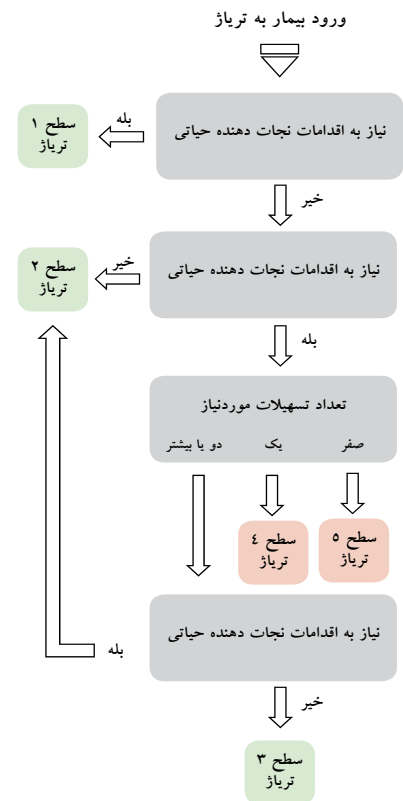 ورود بیمار به تریاژ
نیاز به اقدامات نجات دهنده حیاتی
بله
سطح ۱
تریاژ
خیر
نیاز به اقدامات نجات دهنده حیاتی
خیر
سطح ۲
تریاژ
بله
تعداد تسهیلات موردنیاز
صفر
یک
دو یا بیشتر
سطح ۵
تریاژ
سطح ٤
تریاژ
نیاز به اقدامات نجات دهنده حیاتی
بله
خیر
سطح ۳
تریاژ